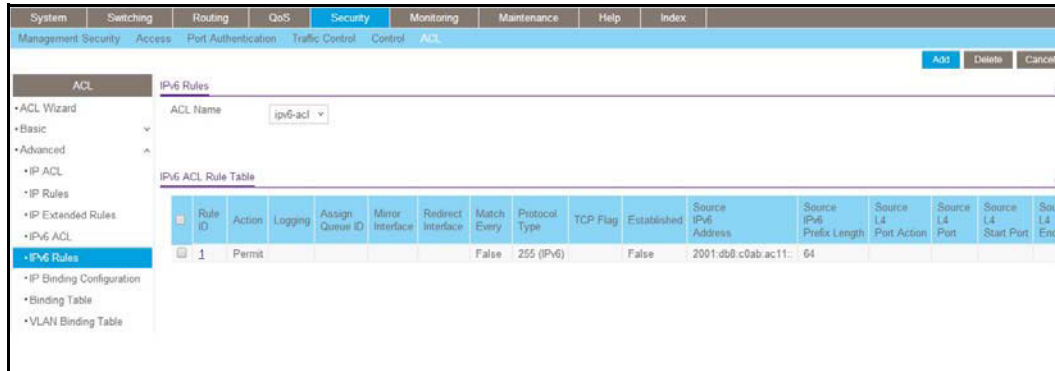 System Switching Routing QoS Security Monitoring Maintenance Help Index
Management Security Access Port Authentication Traffic Control Control ACL
Add Delete Cancel
ACL
• ACL Wizard
• Basic
• Advanced
• IP ACL
• IP Rules
• IP Extended Rules
• IPv6 ACL
• IPv6 Rules
• IP Binding Configuration
• Binding Table
• VLAN Binding Table
IPv6 Rules
ACL Name ipv6-acl
IPv6 ACL Rule Table
Rule ID Action Logging Assign Queue ID Mirror Interface Redirect Interface Match Every Protocol Type TCP Flag Established Source IPv6 Address Source IPv6 Prefix Length Source L4 Port Action Source L4 Port Source L4 Start Port Sou L4 End
1 Permit False 255 (IPv6) False 2001:db8:c0ab:ac11:: 64